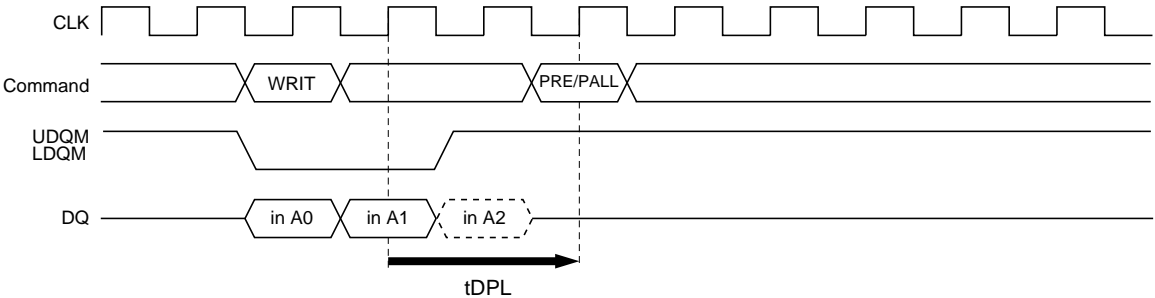 CLK
Command
WRIT
PRE/PALL
UDQM
LDQM
DQ
in A0
in A1
in A2
tDPL